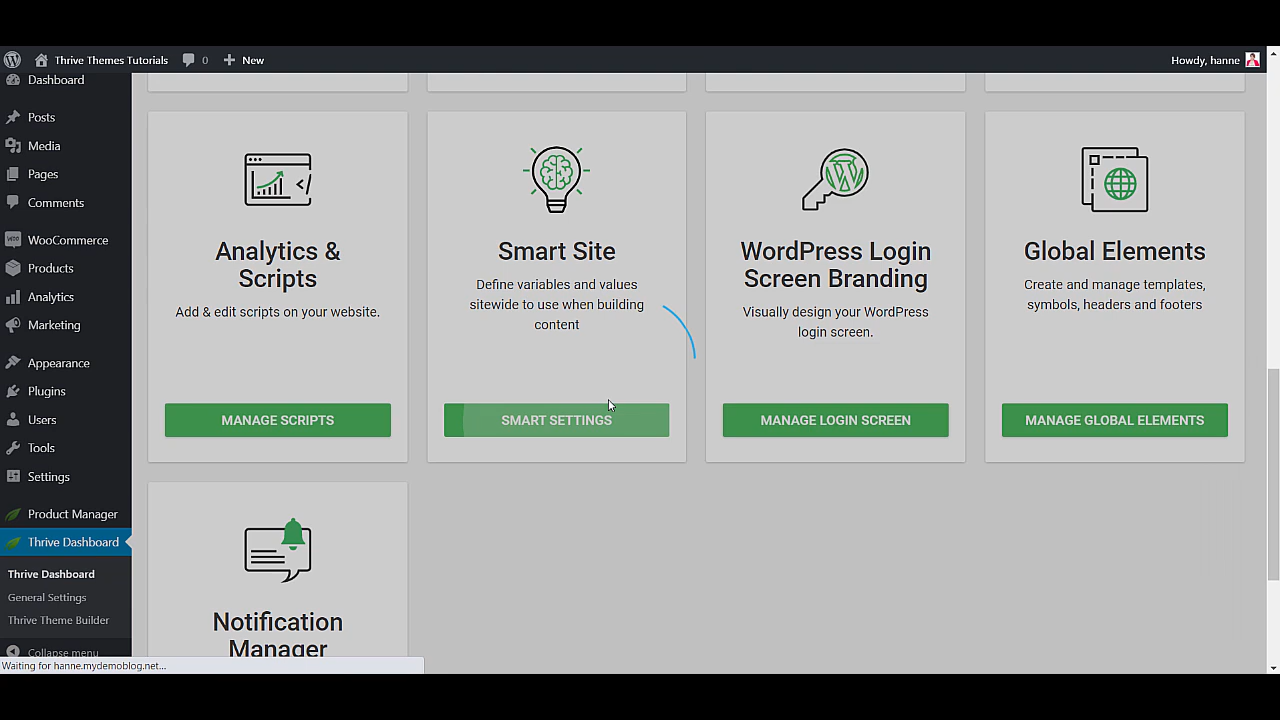 Thrive Themes Tutorials
0
New
Howdy, hanne
Dashboard
Posts
Media
Pages
Comments
WooCommerce
Products
Analytics
Marketing
Appearance
Plugins
Users
Tools
Settings
Product Manager
Thrive Dashboard
Thrive Dashboard
General Settings
Thrive Theme Builder
Collapse menu
Analytics &
Scripts
Add & edit scripts on your website.
MANAGE SCRIPTS
Smart Site
Define variables and values
sitewide to use when building
content
SMART SETTINGS
WordPress Login
Screen Branding
Visually design your WordPress
login screen.
MANAGE LOGIN SCREEN
Global Elements
Create and manage templates,
symbols, headers and footers
MANAGE GLOBAL ELEMENTS
Notification
Manager
Waiting for hanne.mydemoblog.net...